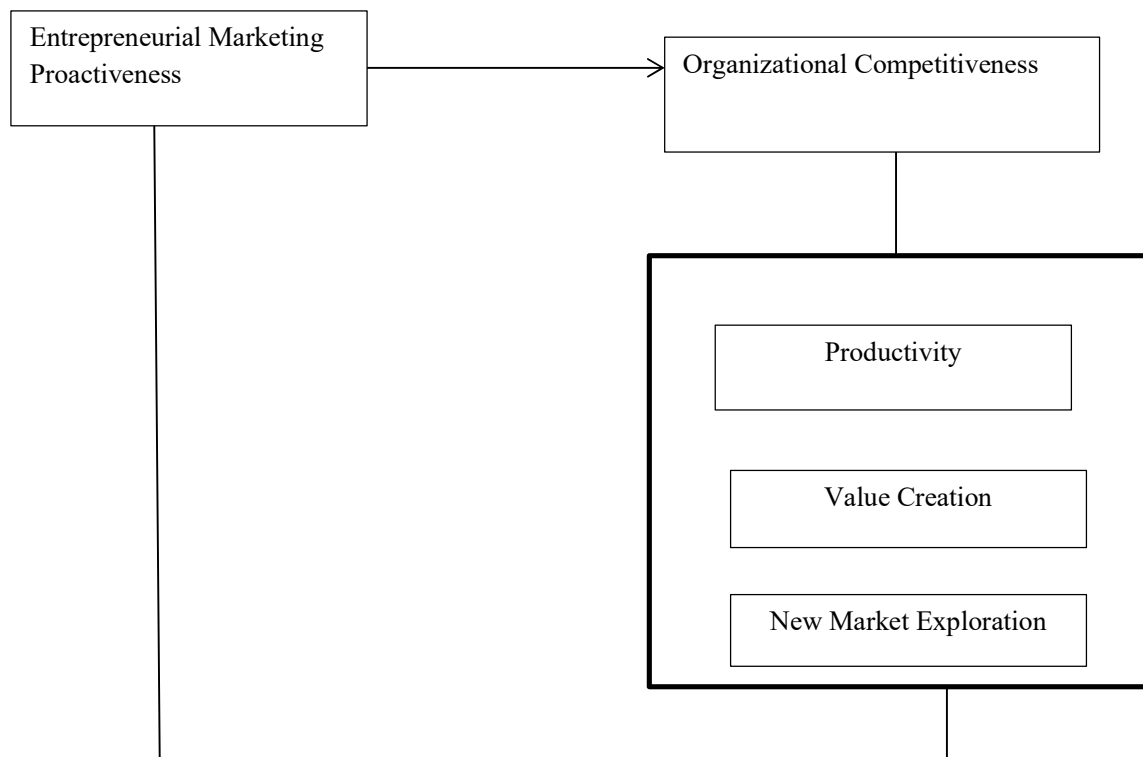 Entrepreneurial Marketing
Proactiveness
Organizational Competitiveness
Productivity
Value Creation
New Market Exploration